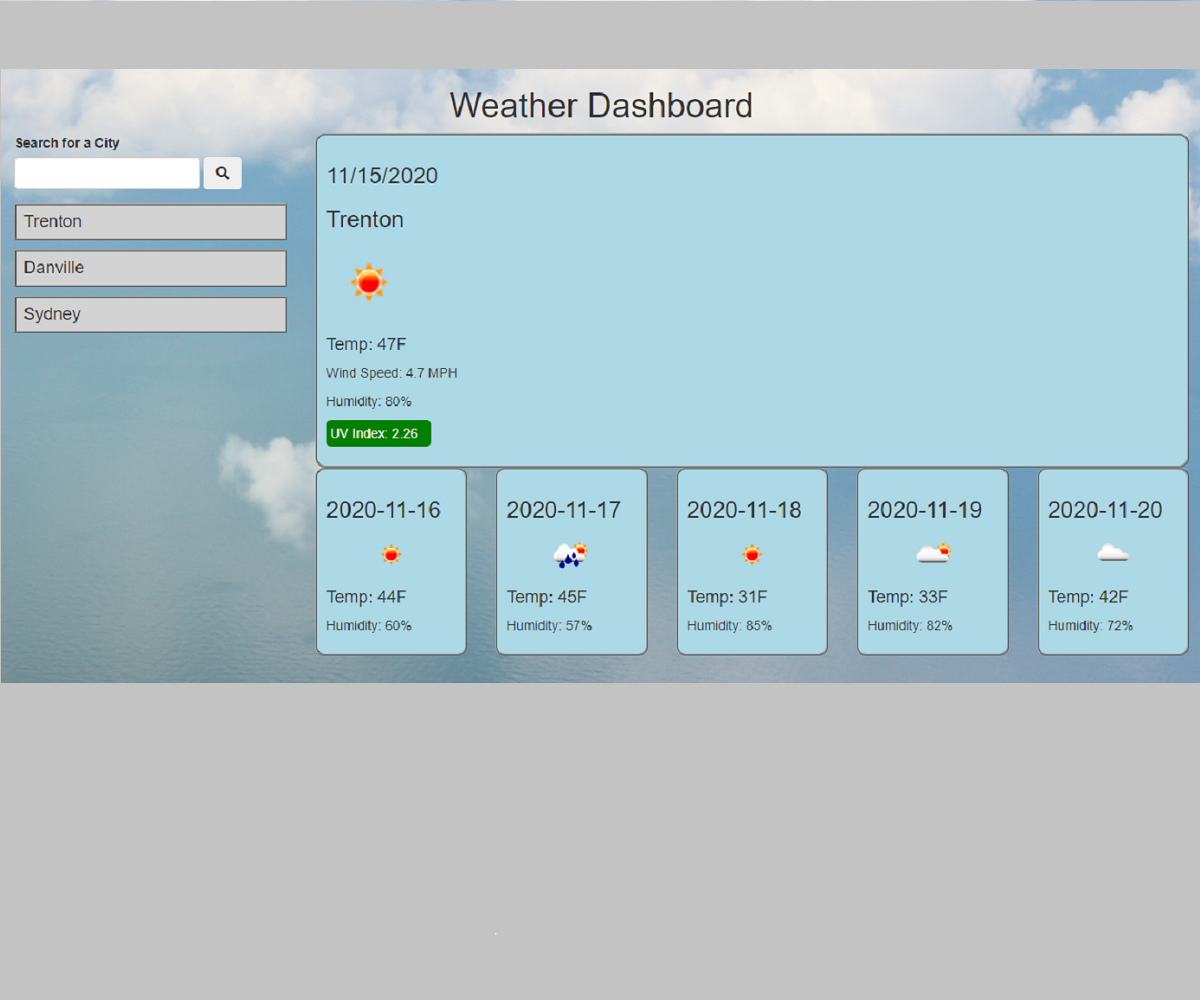 Weather Dashboard
Search for a City
Trenton
Danville
Sydney
11/15/2020
Trenton
Temp: 47F
Wind Speed: 4.7 MPH
Humidity: 80%
UV Index: 2.26
2020-11-16
Temp: 44F
Humidity: 60%
2020-11-17
Temp: 45F
Humidity: 57%
2020-11-18
Temp: 31F
Humidity: 85%
2020-11-19
Temp: 33F
Humidity: 82%
2020-11-20
Temp: 42F
Humidity: 72%